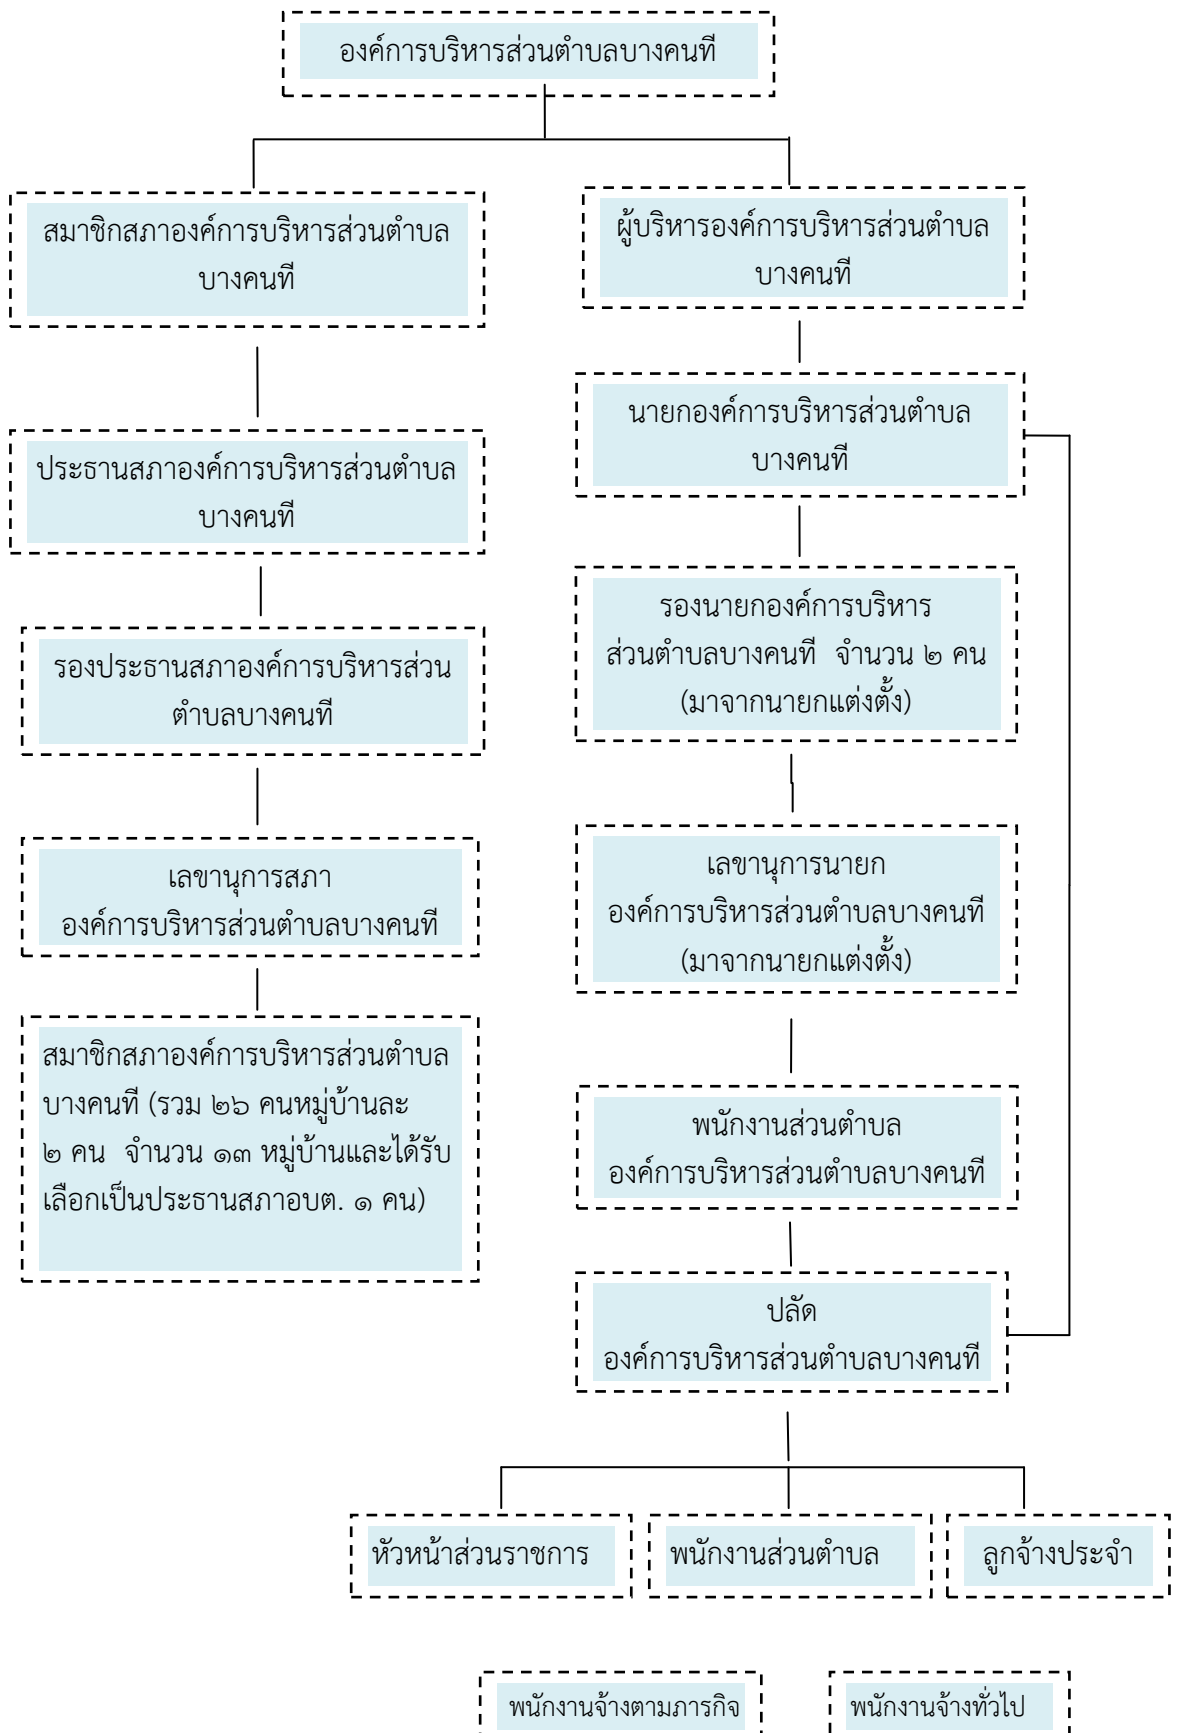 องค์การบริหารส่วนตำบลบางคนที
สมาชิกสภาองค์การบริหารส่วนตำบล
บางคนที
ประธานสภาองค์การบริหารส่วนตำบล
บางคนที
รองประธานสภาองค์การบริหารส่วน
ตำบลบางคนที
เลขานุการสภา
องค์การบริหารส่วนตำบลบางคนที
สมาชิกสภาองค์การบริหารส่วนตำบล
บางคนที (รวม ๒๖ คนหมู่บ้านละ
๒ คน จำนวน ๑๓ หมู่บ้านและได้รับ
เลือกเป็นประธานสภาอบต. ๑ คน)
ผู้บริหารองค์การบริหารส่วนตำบล
บางคนที
นายกองค์การบริหารส่วนตำบล
บางคนที
รองนายกองค์การบริหาร
ส่วนตำบลบางคนที จำนวน ๒ คน
(มาจากนายกแต่งตั้ง)
เลขานุการนายก
องค์การบริหารส่วนตำบลบางคนที
(มาจากนายกแต่งตั้ง)
พนักงานส่วนตำบล
องค์การบริหารส่วนตำบลบางคนที
ปลัด
องค์การบริหารส่วนตำบลบางคนที
หัวหน้าส่วนราชการ
พนักงานส่วนตำบล
ลูกจ้างประจำ
พนักงานจ้างตามภารกิจ
พนักงานจ้างทั่วไป